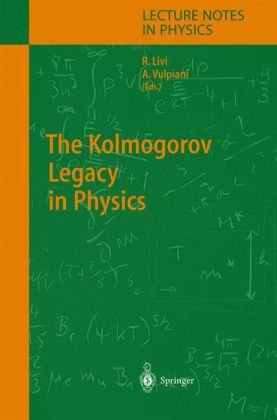 LECTURE NOTES
IN PHYSICS
R. Livi
A. Vulpiani
(Eds.)
The Kolmogorov
Legacy
in Physics
Springer